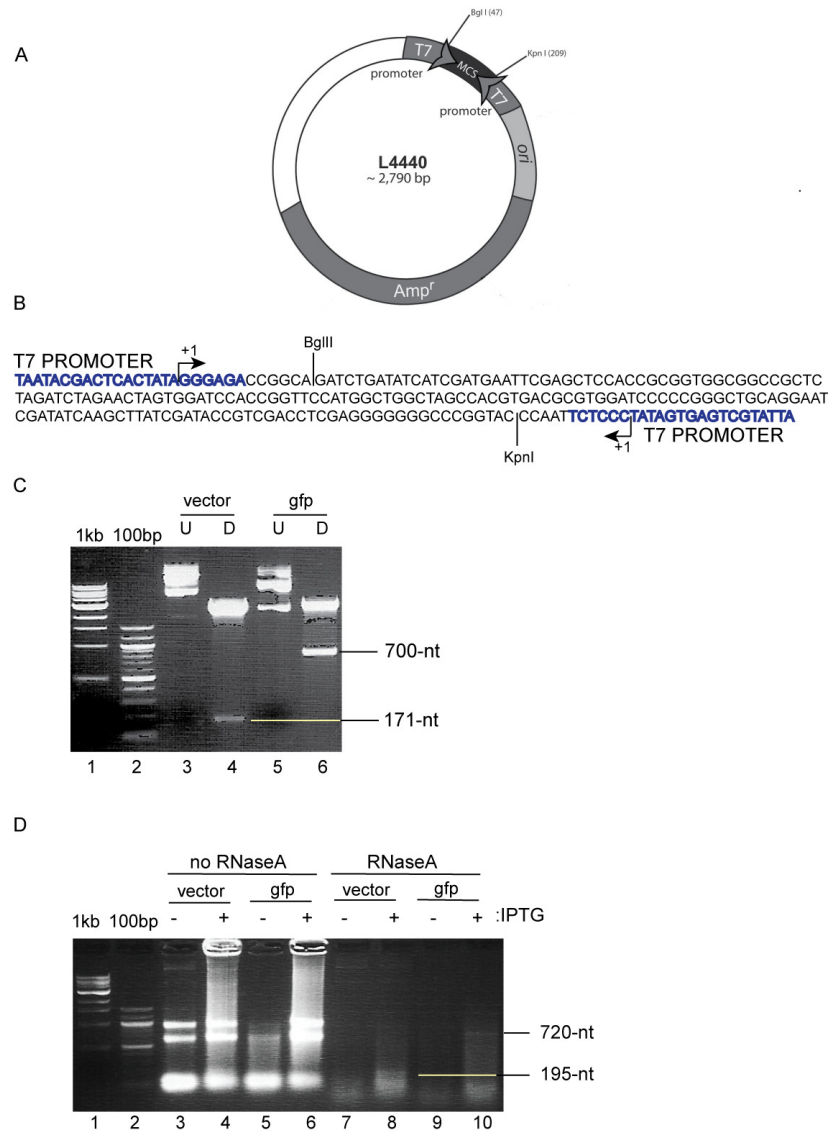 A
Bgl I (47)
Kpn I (209)
T7
MCS
T7
promoter
promoter
ori
L4440
~ 2,790 bp
Ampr
B
BglII
T7 PROMOTER
+1
TAATACGACTCACTATAGGGAGACCGGCAGATCTGATATCATCGATGAATTCGAGCTCCACCGCGGTGGCGGCCGCTC
TAGATCTAGAACTAGTGGATCCACCGGTTCCATGGCTGGCTAGCCACGTGACGCGTGGATCCCCCGGGCTGCAGGAAT
CGATATCAAGCTTATCGATACCGTCGACCTCGAGGGGGGGCCCGGTACCCAATTCTCCCTATAGTGAGTCGTATTA
+1
T7 PROMOTER
KpnI
C
vector gfp
1kb 100bp U D U D
700-nt
171-nt
1 2 3 4 5 6
D
no RNaseA RNaseA
vector gfp vector gfp
1kb 100bp - + - + - + - + :IPTG
720-nt
195-nt
1 2 3 4 5 6 7 8 9 10